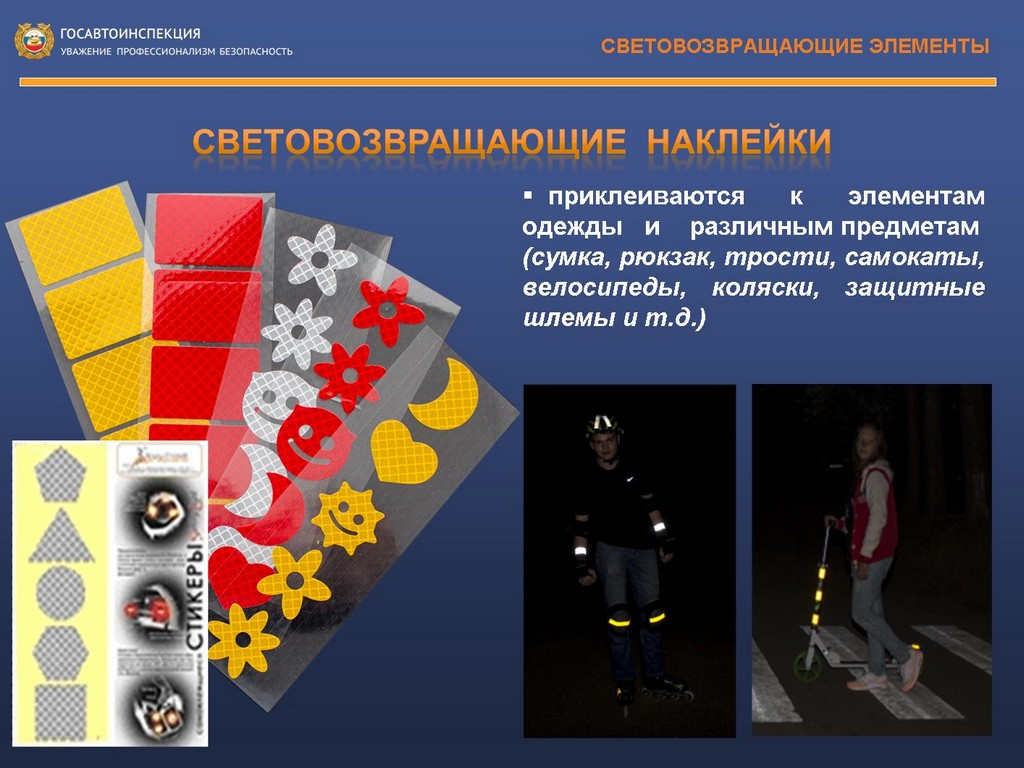 ГОСАВТОИНСПЕКЦИЯ
УВАЖЕНИЕ ПРОФЕССИОНАЛИЗМ БЕЗОПАСНОСТЬ
СВЕТОВОЗВРАЩАЮЩИЕ ЭЛЕМЕНТЫ
СВЕТОВОЗВРАЩАЮЩИЕ НАКЛЕЙКИ
▪ приклеиваются к элементам
одежды и различным предметам
(сумка, рюкзак, трости, самокаты,
велосипеды, коляски, защитные
шлемы и т.д.)
СТИКЕРЫ